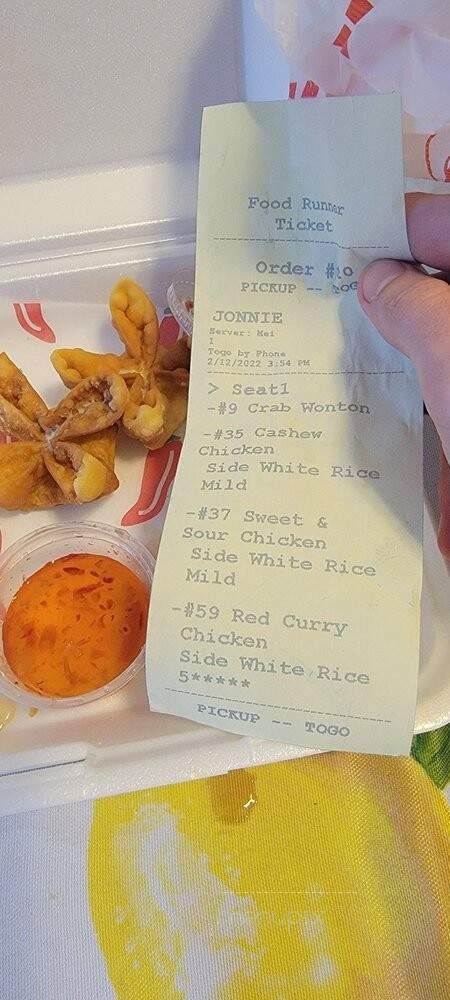 Food Runner
Ticket
Order #
PICKUP -- TOG
JONNIE
Server: Mei
1
Togo by Phone
2/12/2022 3:54 PM
> Seat1
-#9 Crab Wonton
-#35 Cashew
Chicken
Side White Rice
Mild
-#37 Sweet &
Sour Chicken
Side White Rice
Mild
-#59 Red Curry
Chicken
Side White Rice
5*****
PICKUP -- TOGO